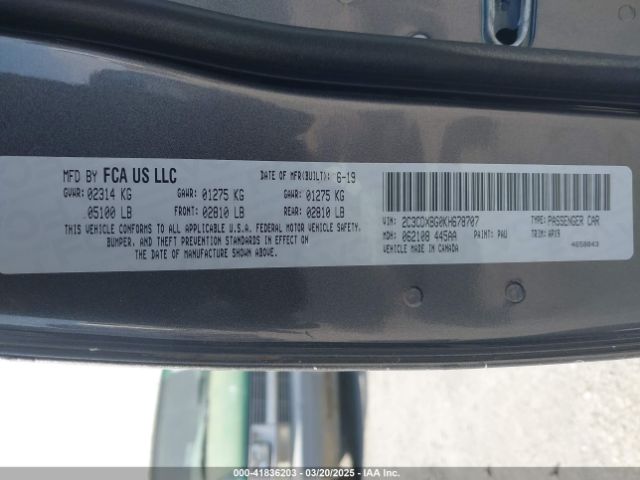 MFD BY FCA US LLC DATE OF MFR(BUILT): 6-19
GVWR: 02314 KG GAWR: 01275 KG GAWR: 01275 KG
05100 LB FRONT: 02810 LB REAR: 02810 LB
THIS VEHICLE CONFORMS TO ALL APPLICABLE U.S.A. FEDERAL MOTOR VEHICLE SAFETY,
BUMPER, AND THEFT PREVENTION STANDARDS IN EFFECT ON
THE DATE OF MANUFACTURE SHOWN ABOVE.
VIN: 2C3CDXBG0KH678707 TYPE: PASSENGER CAR
MDH: 062108 445AA PAINT: PAU TRIM: APX9
VEHICLE MADE IN CANADA 4650043
000-41836203 — 03/20/2025 — IAA Inc.